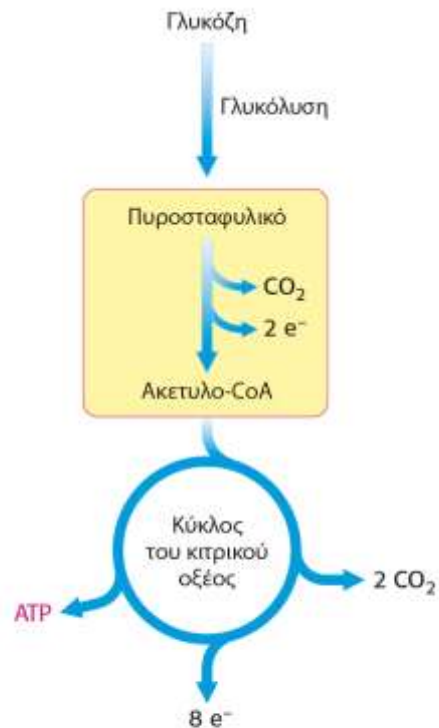 Γλυκόζη
Γλυκόλυση
Πυροσταφυλικό
CO₂
2 e⁻
Ακετυλο-CoA
Κύκλος
του κιτρικού
οξέος
2 CO₂
ATP
8 e⁻